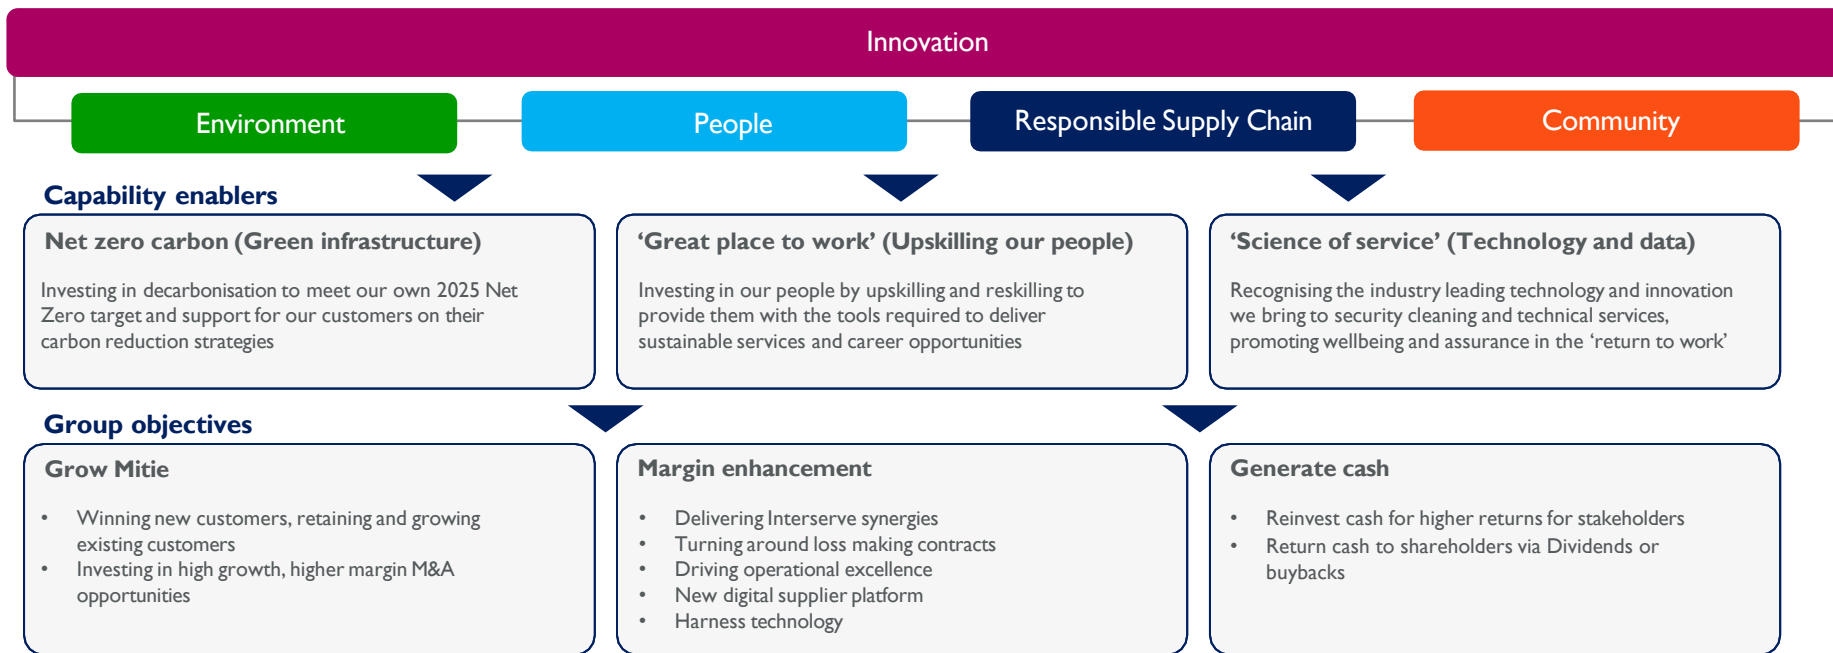 Innovation
Environment
People
Responsible Supply Chain
Community
Capability enablers
Net zero carbon (Green infrastructure)
Investing in decarbonisation to meet our own 2025 Net
Zero target and support for our customers on their
carbon reduction strategies
‘Great place to work’ (Upskilling our people)
Investing in our people by upskilling and reskilling to
provide them with the tools required to deliver
sustainable services and career opportunities
‘Science of service’ (Technology and data)
Recognising the industry leading technology and innovation
we bring to security cleaning and technical services,
promoting wellbeing and assurance in the ‘return to work’
Group objectives
Grow Mitie
• Winning new customers, retaining and growing
existing customers
• Investing in high growth, higher margin M&A
opportunities
Margin enhancement
• Delivering Interserve synergies
• Turning around loss making contracts
• Driving operational excellence
• New digital supplier platform
• Harness technology
Generate cash
• Reinvest cash for higher returns for stakeholders
• Return cash to shareholders via Dividends or
buybacks